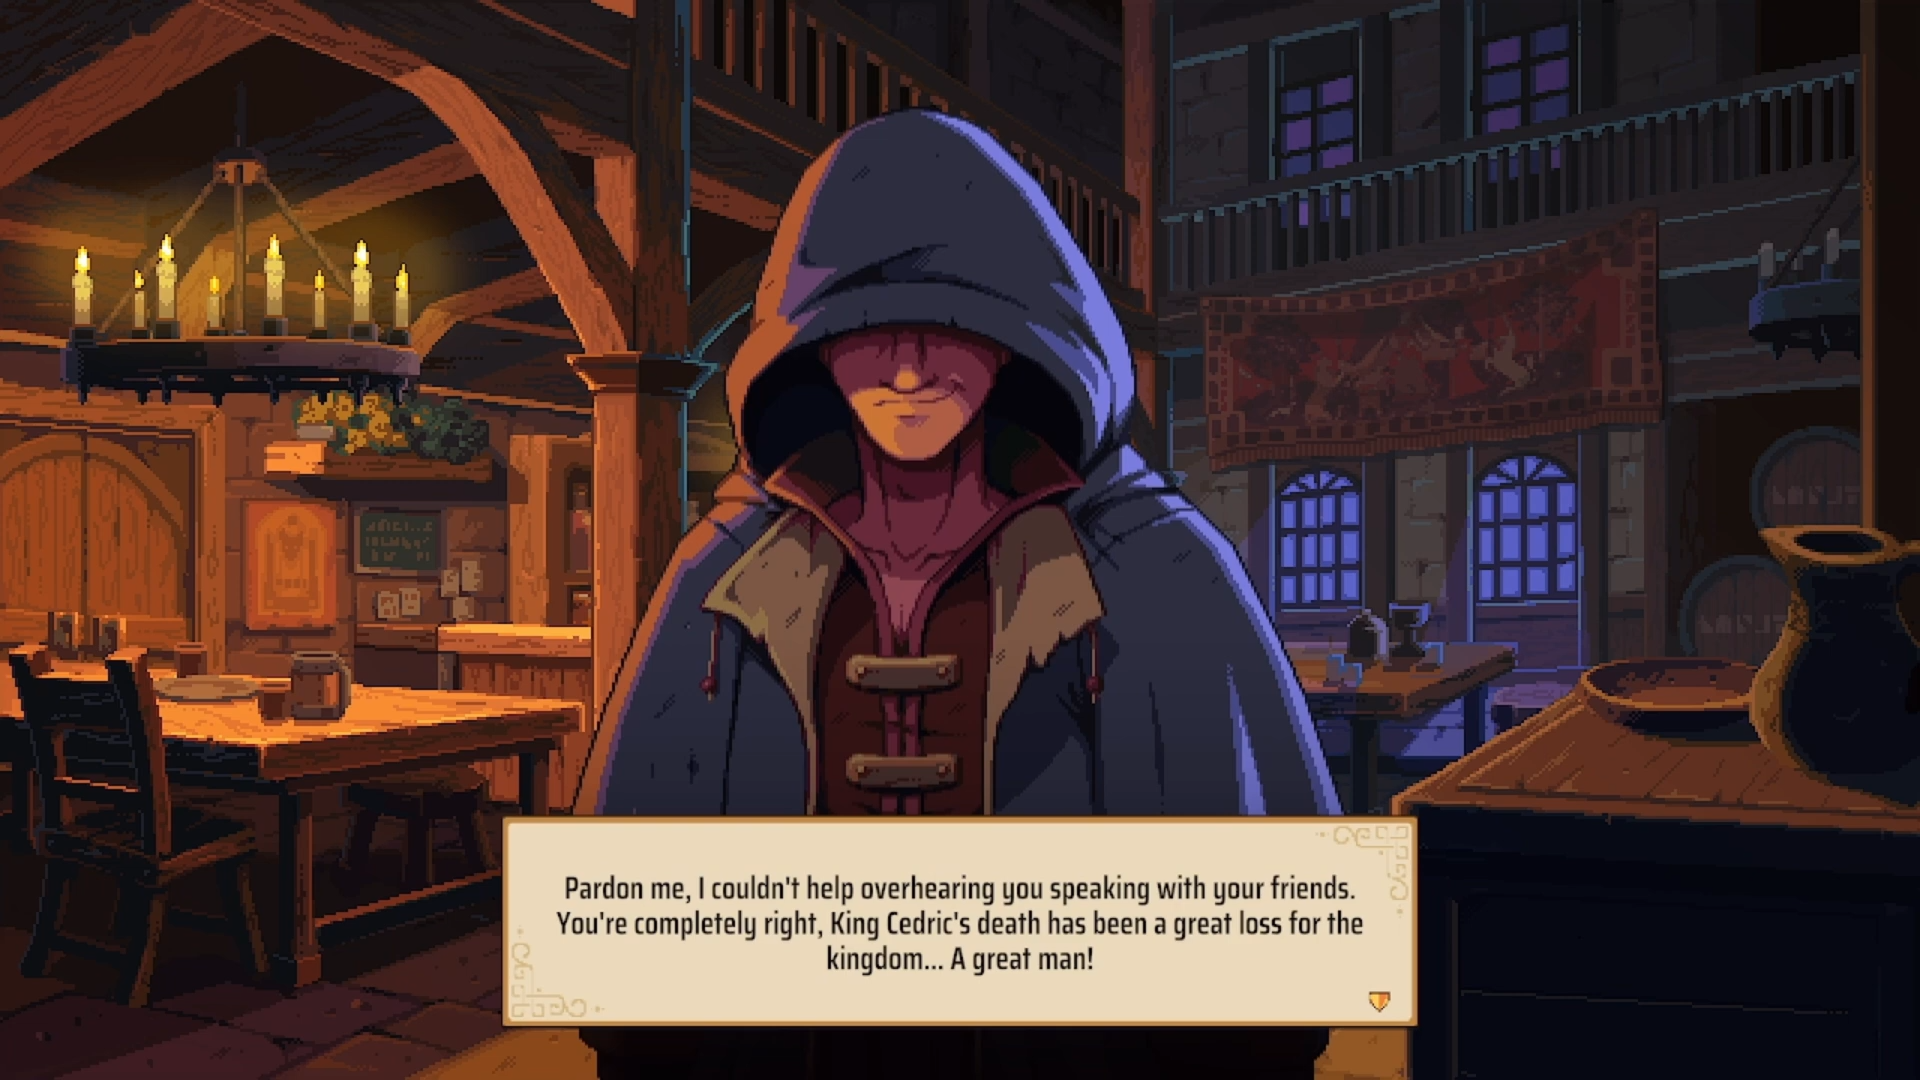 Pardon me, I couldn't help overhearing you speaking with your friends.
You're completely right, King Cedric's death has been a great loss for the
kingdom... A great man!